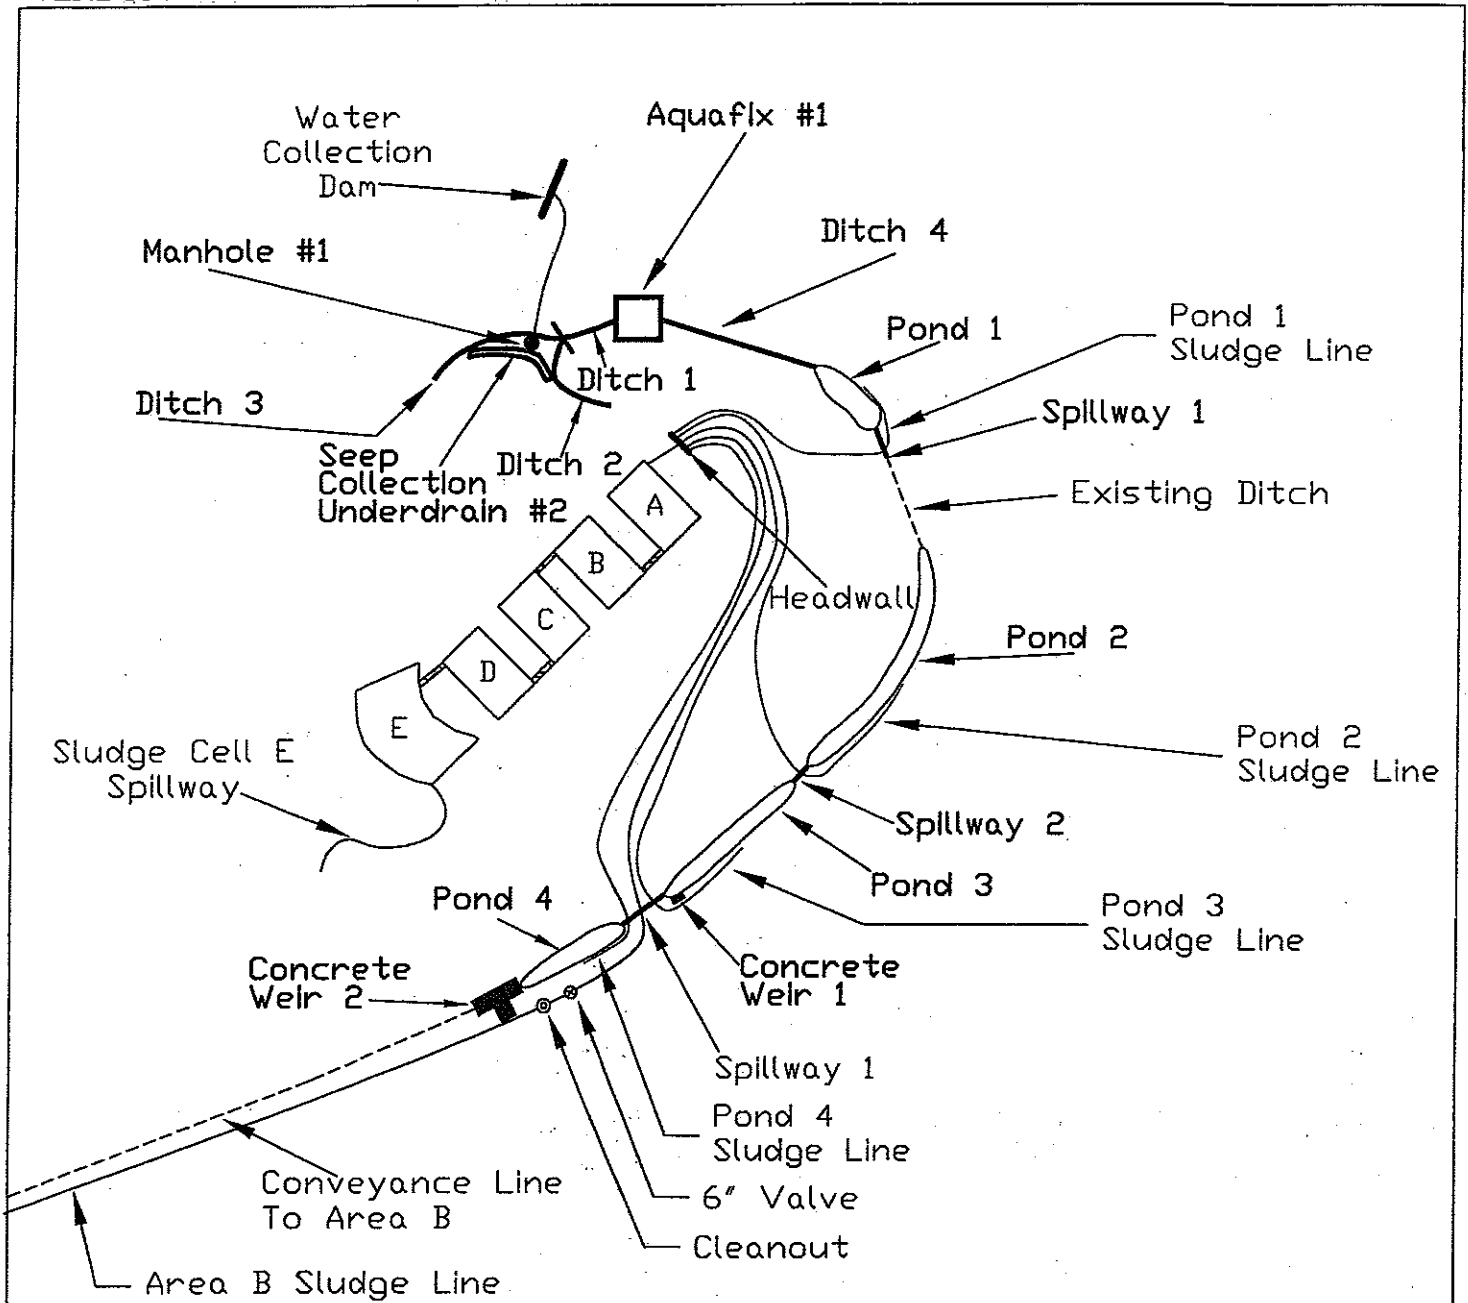 Water
Collection
Dam
Aquafix #1
Manhole #1
Ditch 4
Pond 1
Pond 1
Sludge Line
Ditch 3
Ditch 1
Spillway 1
Seep
Collection
Underdrain #2
Ditch 2
A
Existing Ditch
B
Headwall
C
Pond 2
D
E
Sludge Cell E
Spillway
Pond 2
Sludge Line
Spillway 2
Pond 3
Pond 4
Pond 3
Sludge Line
Concrete
Weir 2
Concrete
Weir 1
Spillway 1
Pond 4
Sludge Line
Conveyance Line
To Area B
6" Valve
Cleanout
Area B Sludge Line